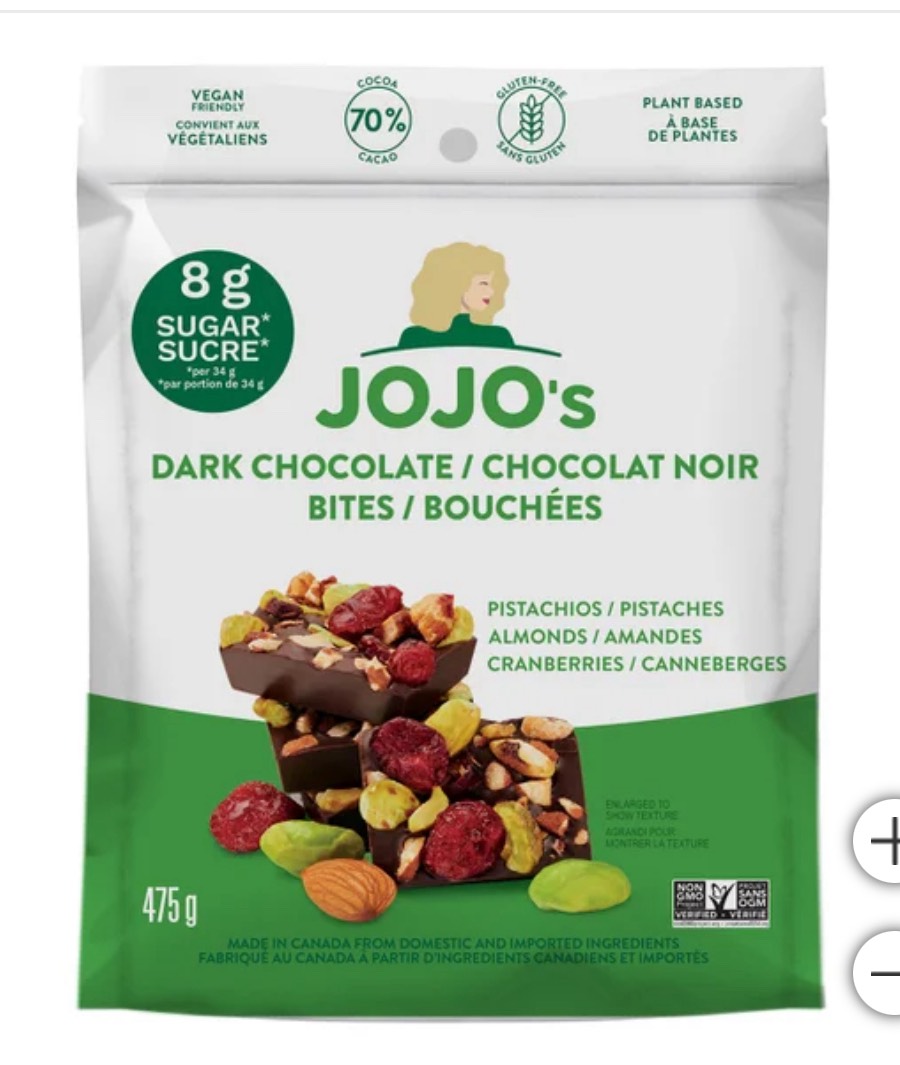 VEGAN
FRIENDLY
CONVIENT AUX
VÉGÉTALIENS
COCOA
70%
CACAO
GLUTEN-FREE
SANS GLUTEN
PLANT BASED
À BASE
DE PLANTES
8 g
SUGAR*
SUCRE*
*per 34 g
*par portion de 34 g
JOJO's
DARK CHOCOLATE / CHOCOLAT NOIR
BITES / BOUCHÉES
PISTACHIOS / PISTACHES
ALMONDS / AMANDES
CRANBERRIES / CANNEBERGES
ENLARGED TO
SHOW TEXTURE
AGRANDI POUR
MONTRER LA TEXTURE
475 g
NON
GMO
Project
PROJET
SANS
OGM
VERIFIED • VÉRIFIÉ
MADE IN CANADA FROM DOMESTIC AND IMPORTED INGREDIENTS
FABRIQUÉ AU CANADA À PARTIR D'INGRÉDIENTS CANADIENS ET IMPORTÉS